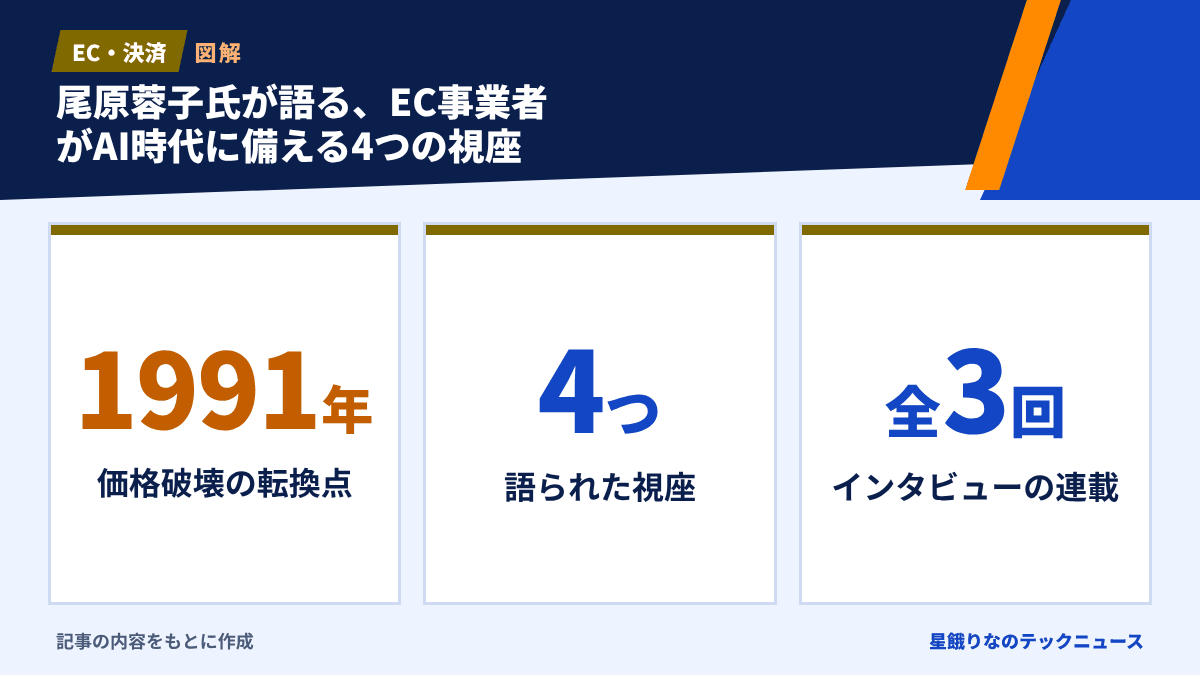 EC・決済 図解
尾原蓉子氏が語る、EC事業者
がAI時代に備える4つの視座
1991年
価格破壊の転換点
4つ
語られた視座
全3回
インタビューの連載
記事の内容をもとに作成
星餓りなのテックニュース